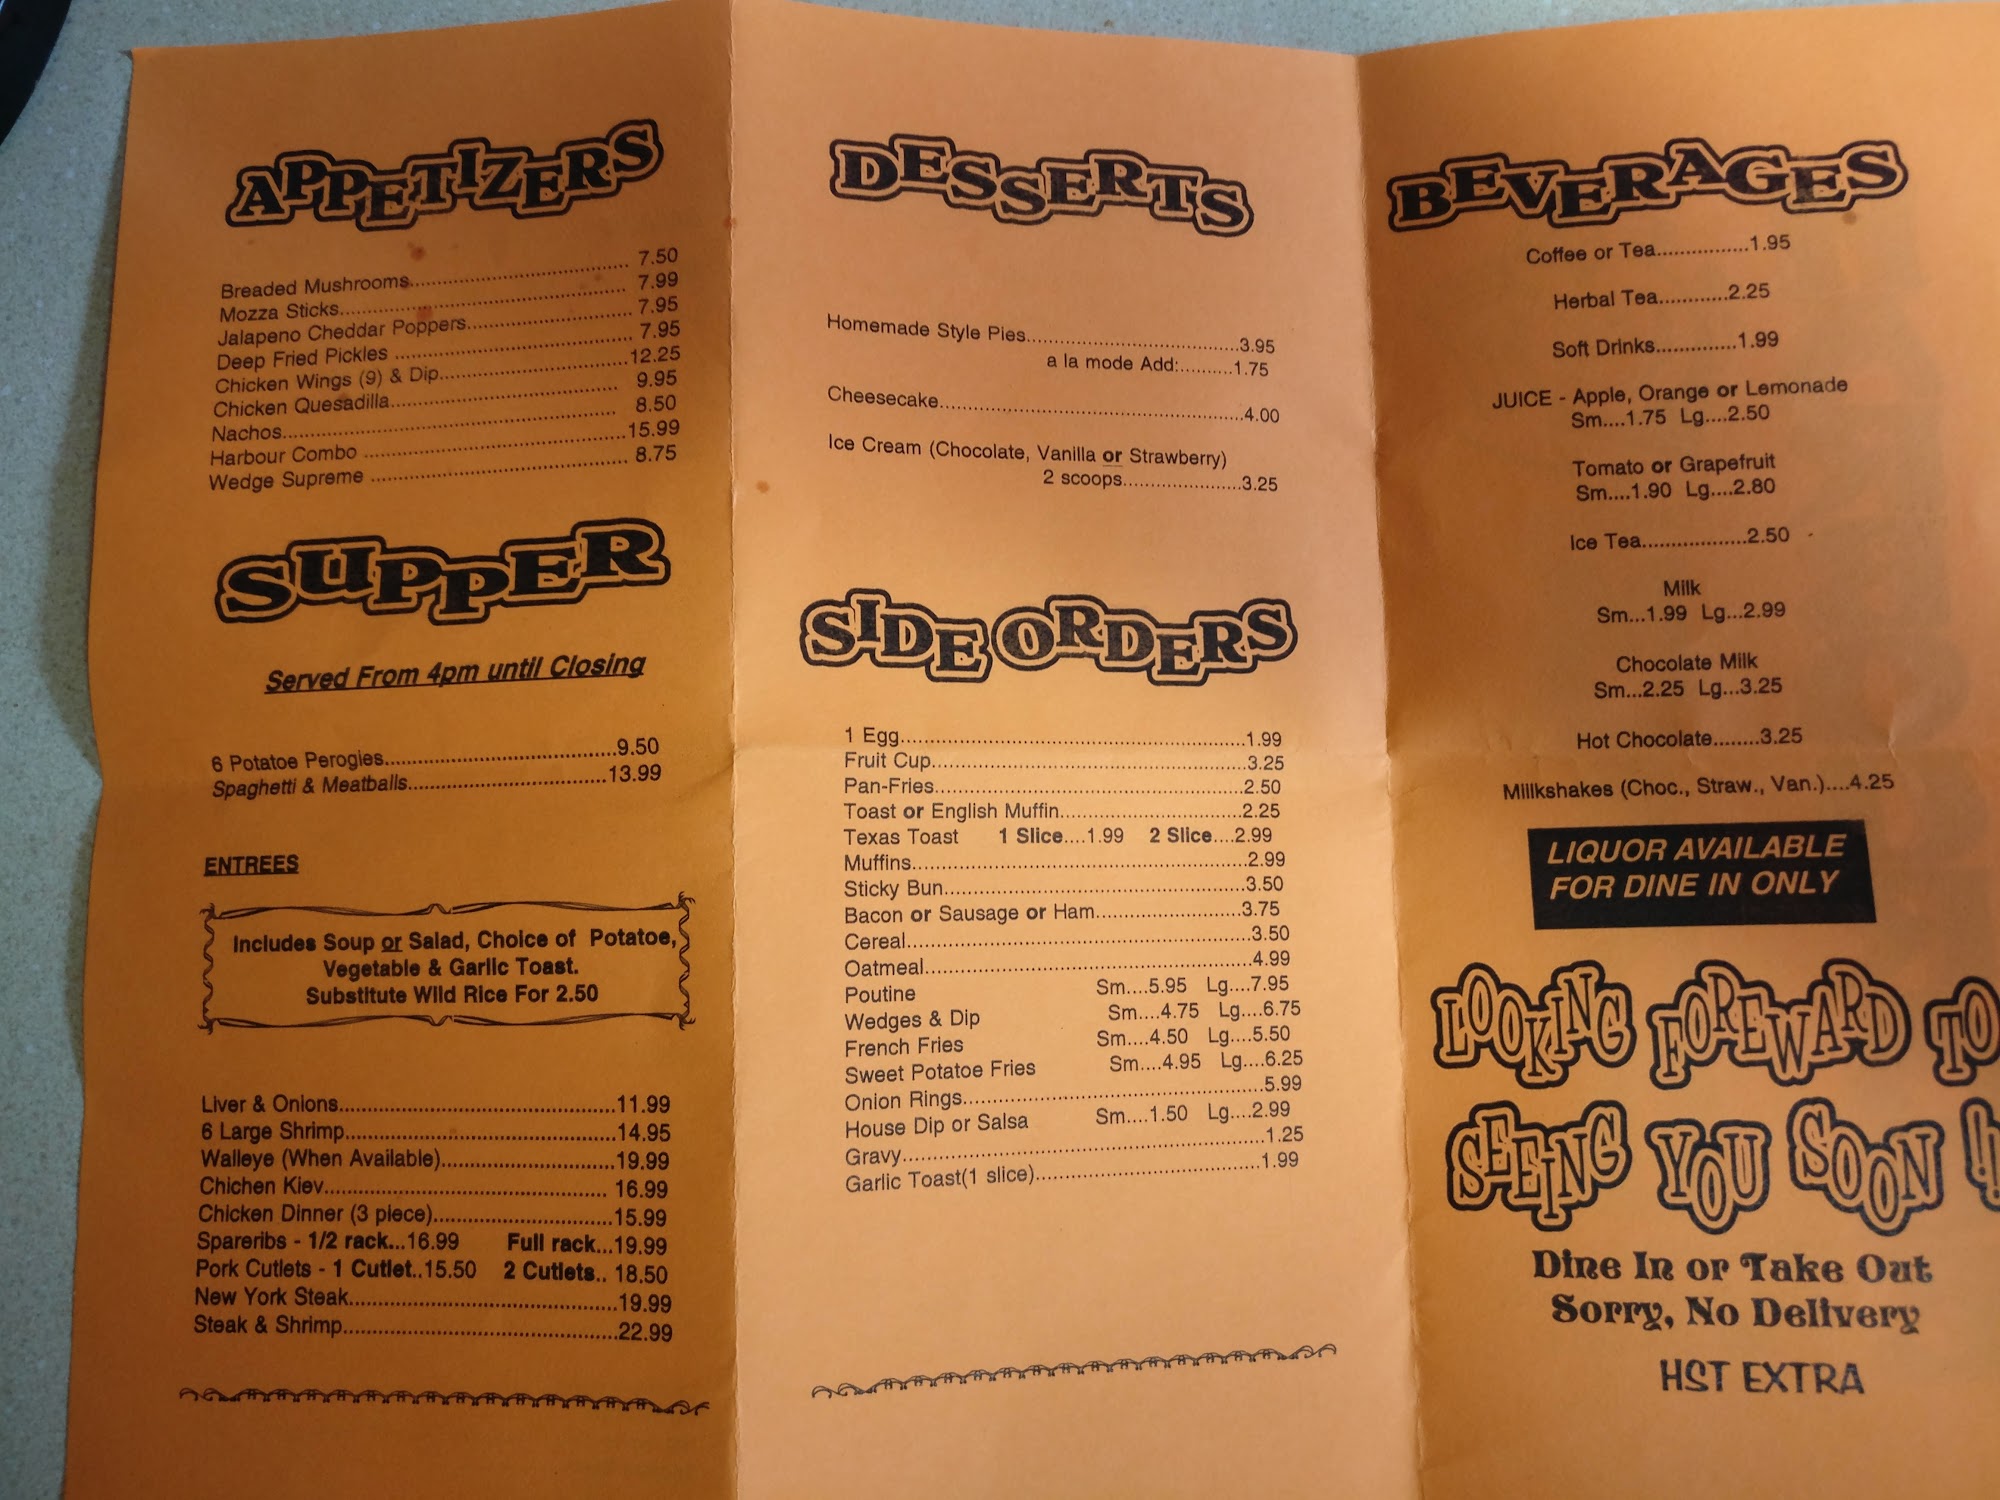 APPETIZERS
Breaded Mushrooms.......... 7.50
Mozza Sticks.......... 7.99
Jalapeno Cheddar Poppers.......... 7.95
Deep Fried Pickles .......... 7.95
Chicken Wings (9) & Dip..........12.25
Chicken Quesadilla.......... 9.95
Nachos.......... 8.50
Harbour Combo ..........15.99
Wedge Supreme .......... 8.75
SUPPER
Served From 4pm until Closing
6 Potatoe Perogies..........9.50
Spaghetti & Meatballs..........13.99
ENTREES
Includes Soup or Salad, Choice of Potatoe,
Vegetable & Garlic Toast.
Substitute Wild Rice For 2.50
Liver & Onions..........11.99
6 Large Shrimp..........14.95
Walleye (When Available)..........19.99
Chichen Kiev.......... 16.99
Chicken Dinner (3 piece)..........15.99
Spareribs - 1/2 rack...16.99 Full rack...19.99
Pork Cutlets - 1 Cutlet..15.50 2 Cutlets.. 18.50
New York Steak..........19.99
Steak & Shrimp..........22.99
DESSERTS
Homemade Style Pies..........3.95
a la mode Add:..........1.75
Cheesecake..........4.00
Ice Cream (Chocolate, Vanilla or Strawberry)
2 scoops..........3.25
SIDE ORDERS
1 Egg..........1.99
Fruit Cup..........3.25
Pan-Fries..........2.50
Toast or English Muffin..........2.25
Texas Toast 1 Slice....1.99 2 Slice....2.99
Muffins..........2.99
Sticky Bun..........3.50
Bacon or Sausage or Ham..........3.75
Cereal..........3.50
Oatmeal..........4.99
Poutine Sm....5.95 Lg....7.95
Wedges & Dip Sm....4.75 Lg....6.75
French Fries Sm....4.50 Lg....5.50
Sweet Potatoe Fries Sm....4.95 Lg....6.25
Onion Rings..........5.99
House Dip or Salsa Sm....1.50 Lg....2.99
Gravy..........1.25
Garlic Toast(1 slice)..........1.99
BEVERAGES
Coffee or Tea..........1.95
Herbal Tea..........2.25
Soft Drinks..........1.99
JUICE - Apple, Orange or Lemonade
Sm....1.75 Lg....2.50
Tomato or Grapefruit
Sm....1.90 Lg....2.80
Ice Tea..........2.50
Milk
Sm...1.99 Lg...2.99
Chocolate Milk
Sm...2.25 Lg...3.25
Hot Chocolate........3.25
Millkshakes (Choc., Straw., Van.)....4.25
LIQUOR AVAILABLE
FOR DINE IN ONLY
LOOKING FOREWARD TO
SEEING YOU SOON !!
Dine In or Take Out
Sorry, No Delivery
HST EXTRA